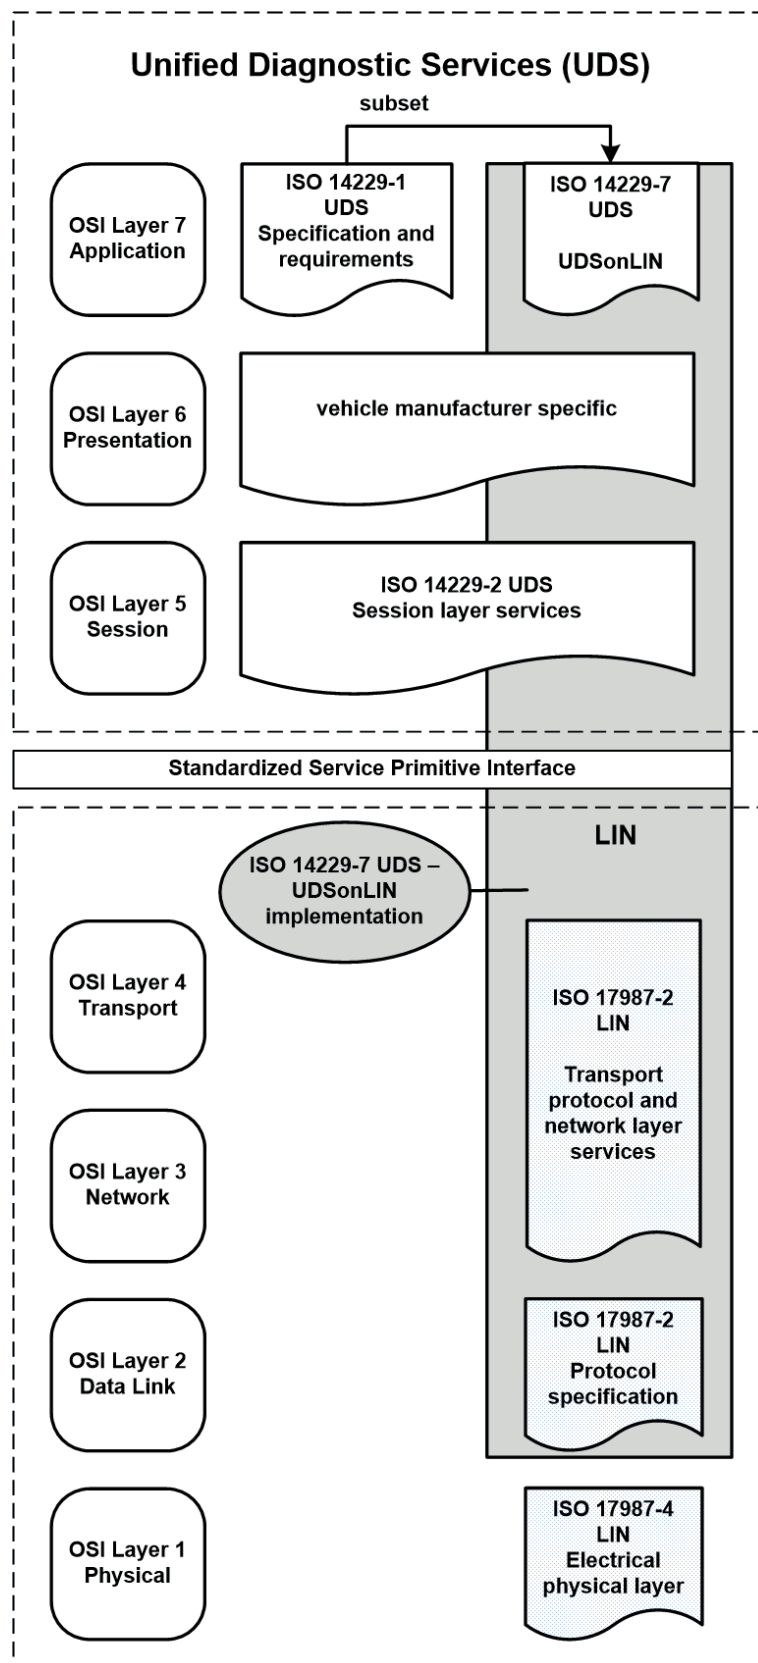 Unified Diagnostic Services (UDS)
subset
OSI Layer 7
Application
ISO 14229-1
UDS
Specification and
requirements
ISO 14229-7
UDS
UDSonLIN
OSI Layer 6
Presentation
vehicle manufacturer specific
OSI Layer 5
Session
ISO 14229-2 UDS
Session layer services
Standardized Service Primitive Interface
LIN
ISO 14229-7 UDS –
UDSonLIN
implementation
OSI Layer 4
Transport
ISO 17987-2
LIN
Transport
protocol and
network layer
services
OSI Layer 3
Network
OSI Layer 2
Data Link
ISO 17987-2
LIN
Protocol
specification
OSI Layer 1
Physical
ISO 17987-4
LIN
Electrical
physical layer